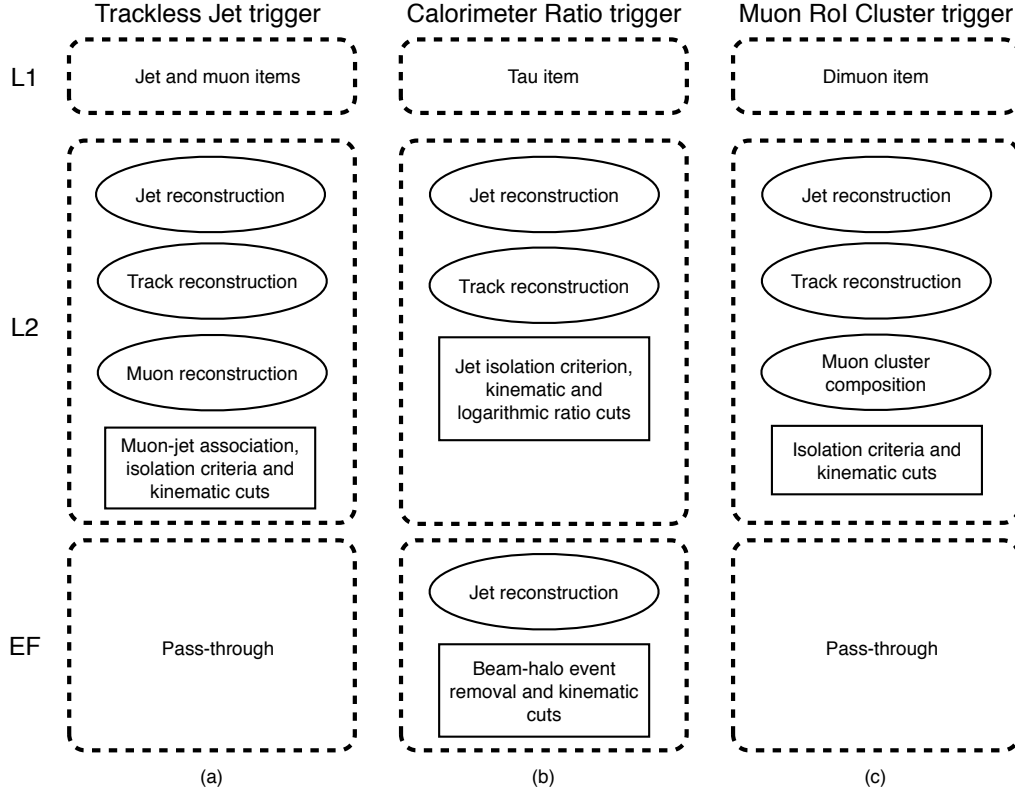 Trackless Jet trigger
Calorimeter Ratio trigger
Muon RoI Cluster trigger
L1
Jet and muon items
Tau item
Dimuon item
L2
Jet reconstruction
Track reconstruction
Muon reconstruction
Muon-jet association,
isolation criteria and
kinematic cuts
Jet reconstruction
Track reconstruction
Jet isolation criterion,
kinematic and
logarithmic ratio cuts
Jet reconstruction
Track reconstruction
Muon cluster
composition
Isolation criteria and
kinematic cuts
EF
Pass-through
Jet reconstruction
Beam-halo event
removal and kinematic
cuts
Pass-through
(a)
(b)
(c)